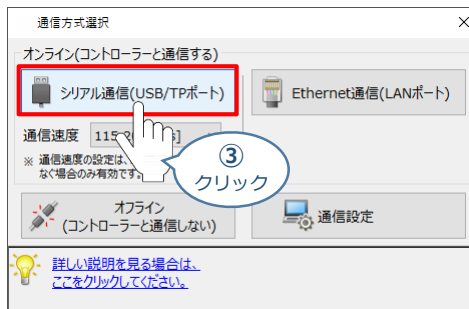 通信方式選択
オンライン(コントローラーと通信する)
シリアル通信(USB/TPポート)
Ethernet通信(LANポート)
通信速度 115
※ 通信速度の設定は、
なぐ場合のみ有効です。
③
クリック
オフライン
(コントローラーと通信しない)
通信設定
詳しい説明を見る場合は、
ここをクリックしてください。